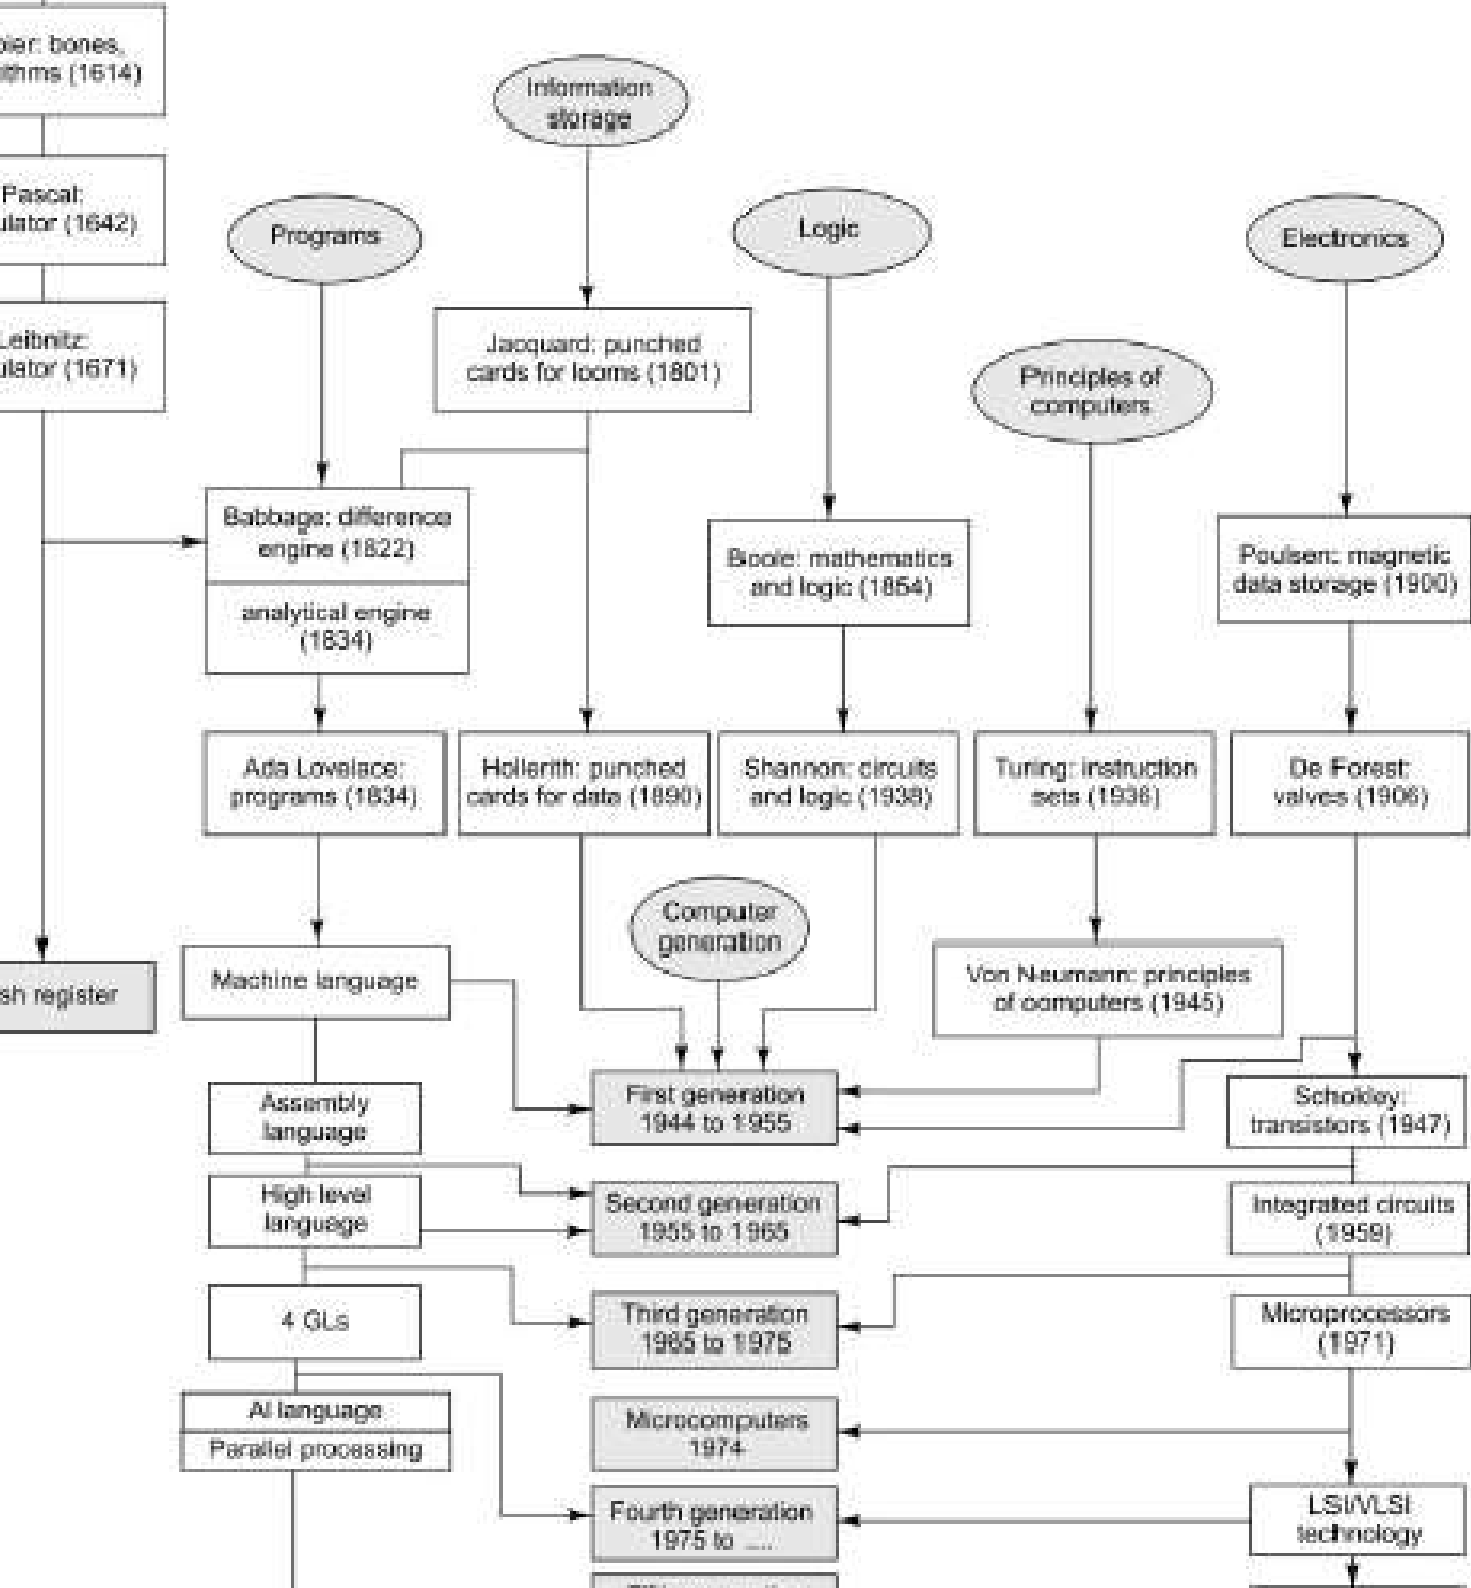 bones,
(1614)
Information
storage
Pascal:
(1642)
Programs
Logic
Electronics
Leibnitz:
(1671)
Jacquard: punched
cards for looms (1801)
Principles of
computers
Babbage: difference
engine (1822)
analytical engine
(1834)
Boole: mathematics
and logic (1854)
Poulsen: magnetic
data storage (1900)
Ada Lovelace:
programs (1834)
Hollerith: punched
cards for data (1890)
Shannon: circuits
and logic (1938)
Turing: instruction
sets (1936)
De Forest:
valves (1906)
Computer
generation
Machine language
Von Neumann: principles
of computers (1945)
sh register
First generation
1944 to 1955
Assembly
language
Schokley:
transistors (1947)
High level
language
Second generation
1955 to 1965
Integrated circuits
(1959)
4 GLs
Third generation
1965 to 1975
Microprocessors
(1971)
AI language
Parallel processing
Microcomputers
1974
Fourth generation
1975 to ....
LSI/VLSI
technology